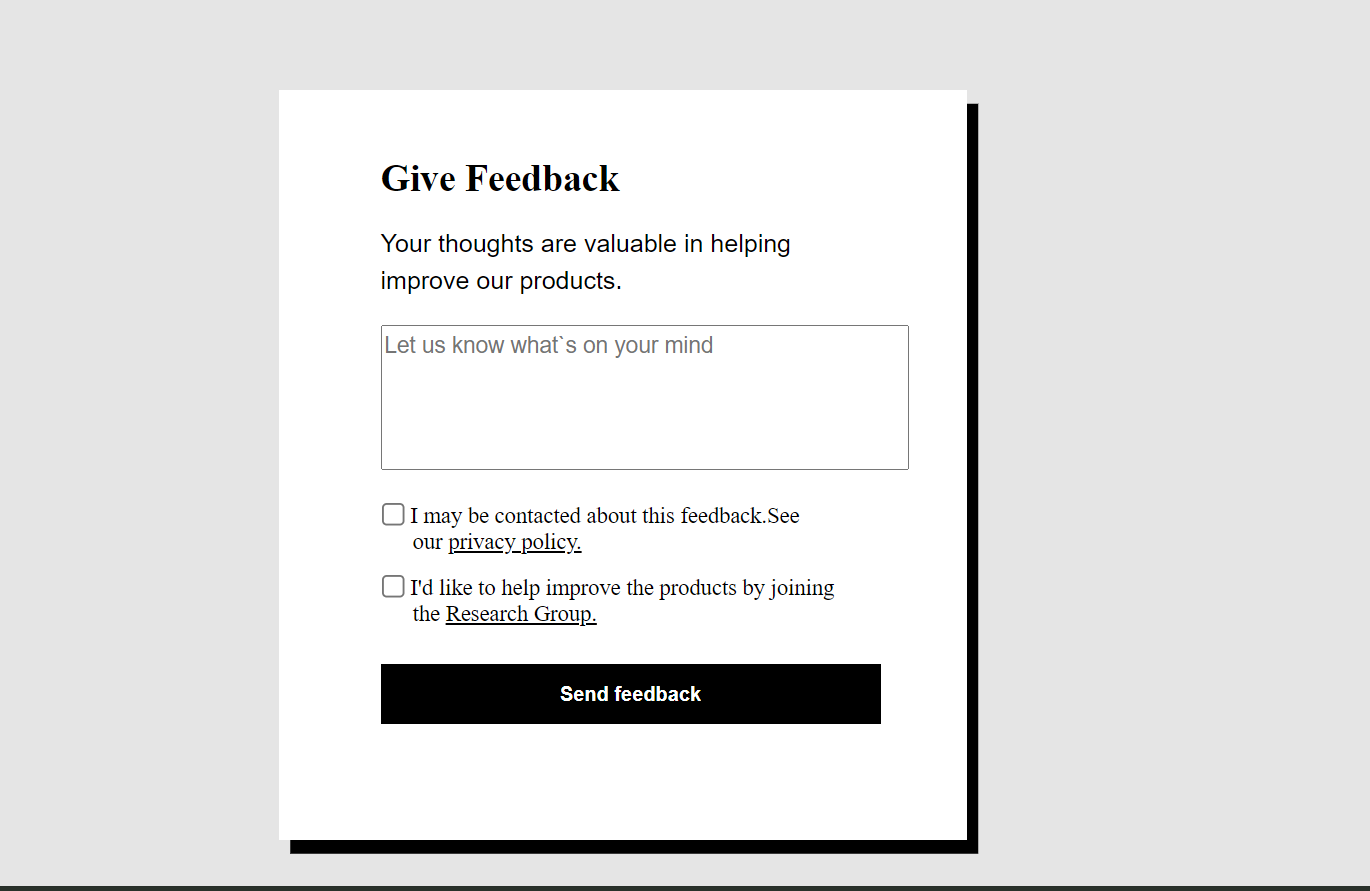 Give Feedback
Your thoughts are valuable in helping
improve our products.
Let us know what`s on your mind
I may be contacted about this feedback.See
our privacy policy.
I'd like to help improve the products by joining
the Research Group.
Send feedback